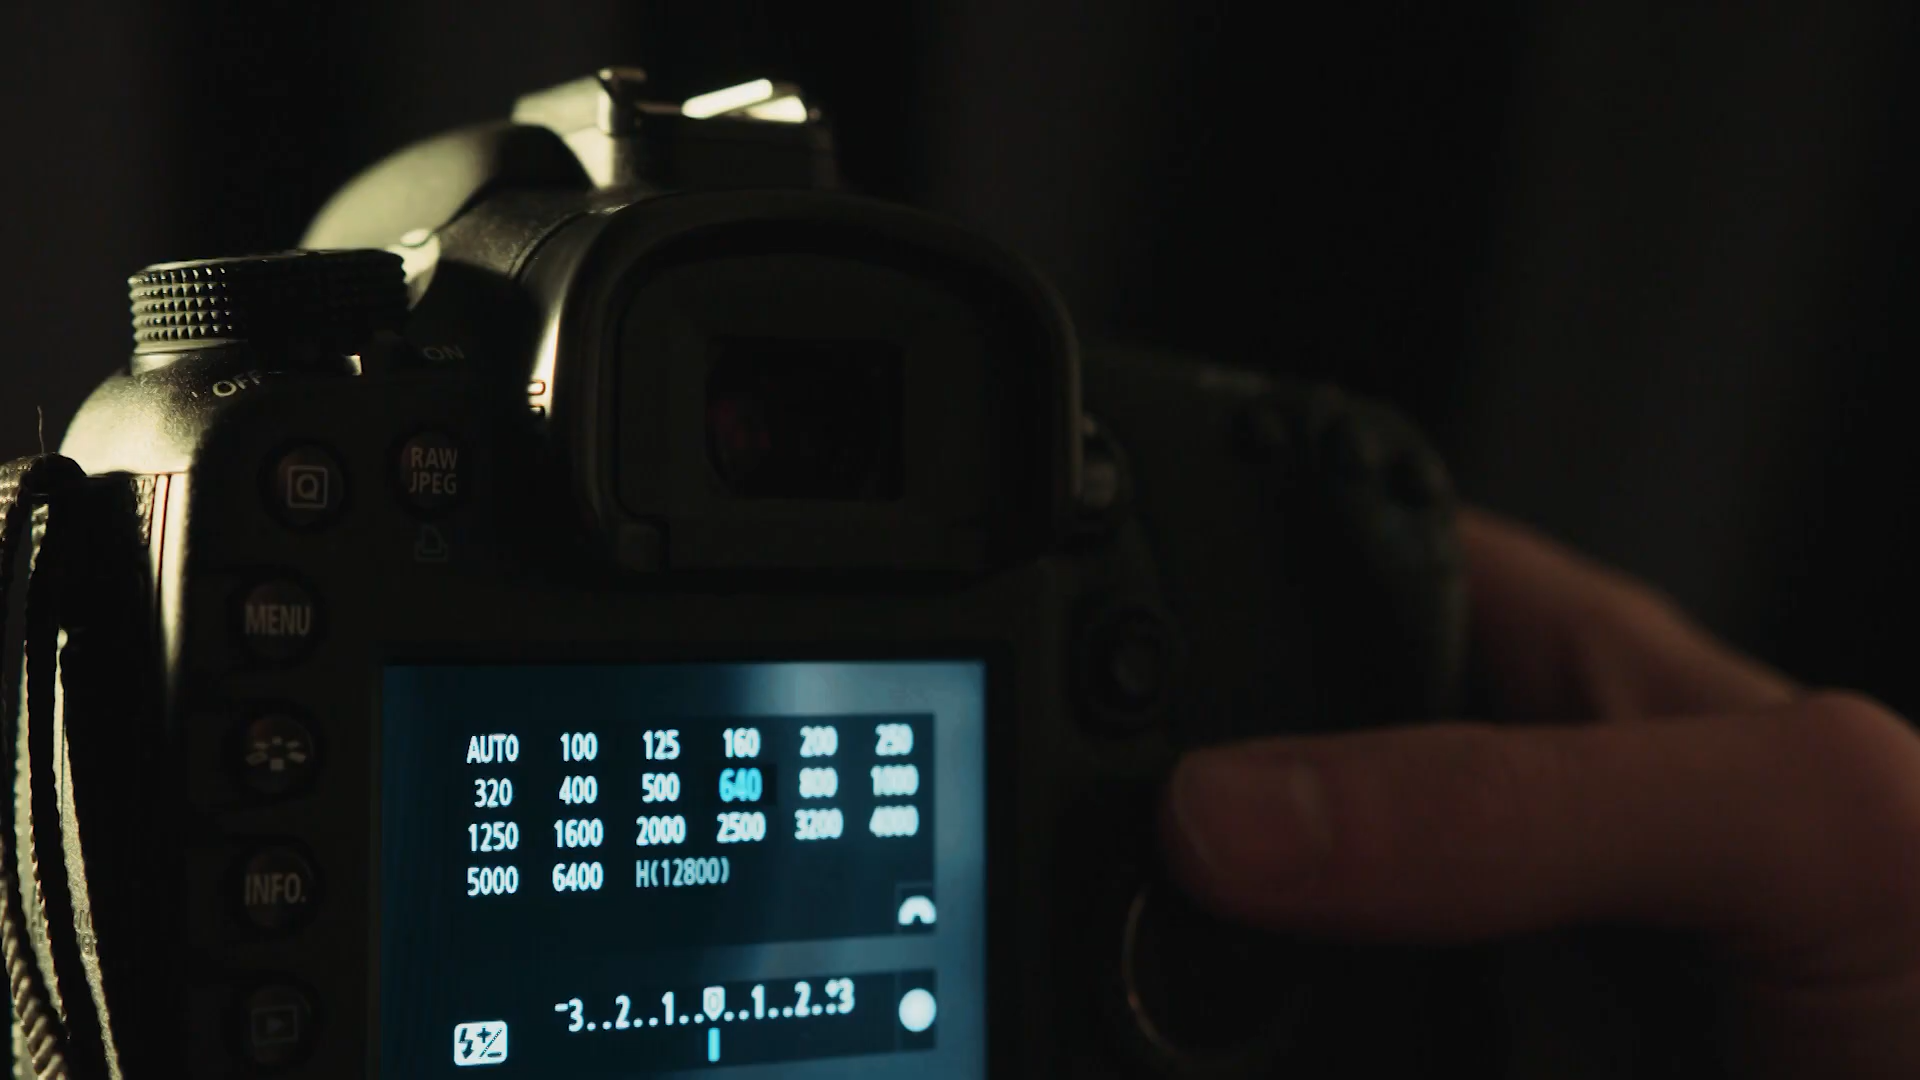 ON
OFF
Q
RAW
JPEG
MENU
INFO.
AUTO 100 125 160 200 250
320 400 500 640 800 1000
1250 1600 2000 2500 3200 4000
5000 6400 H(12800)
-3..2..1..0..1..2..+3